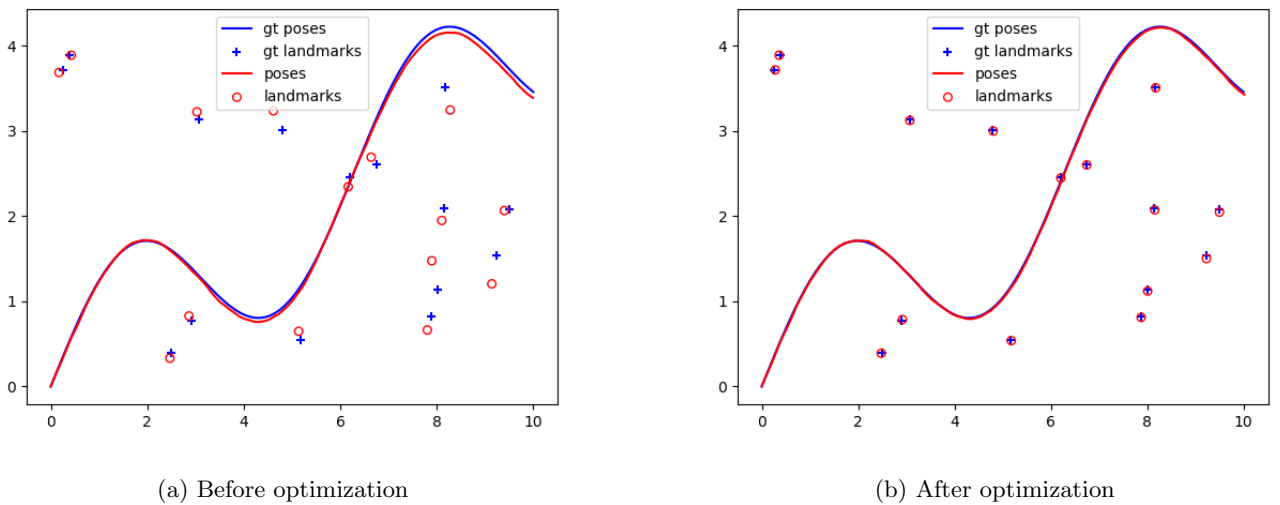 gt poses
gt landmarks
poses
landmarks
4
3
2
1
0
0 2 4 6 8 10
(a) Before optimization
gt poses
gt landmarks
poses
landmarks
4
3
2
1
0
0 2 4 6 8 10
(b) After optimization